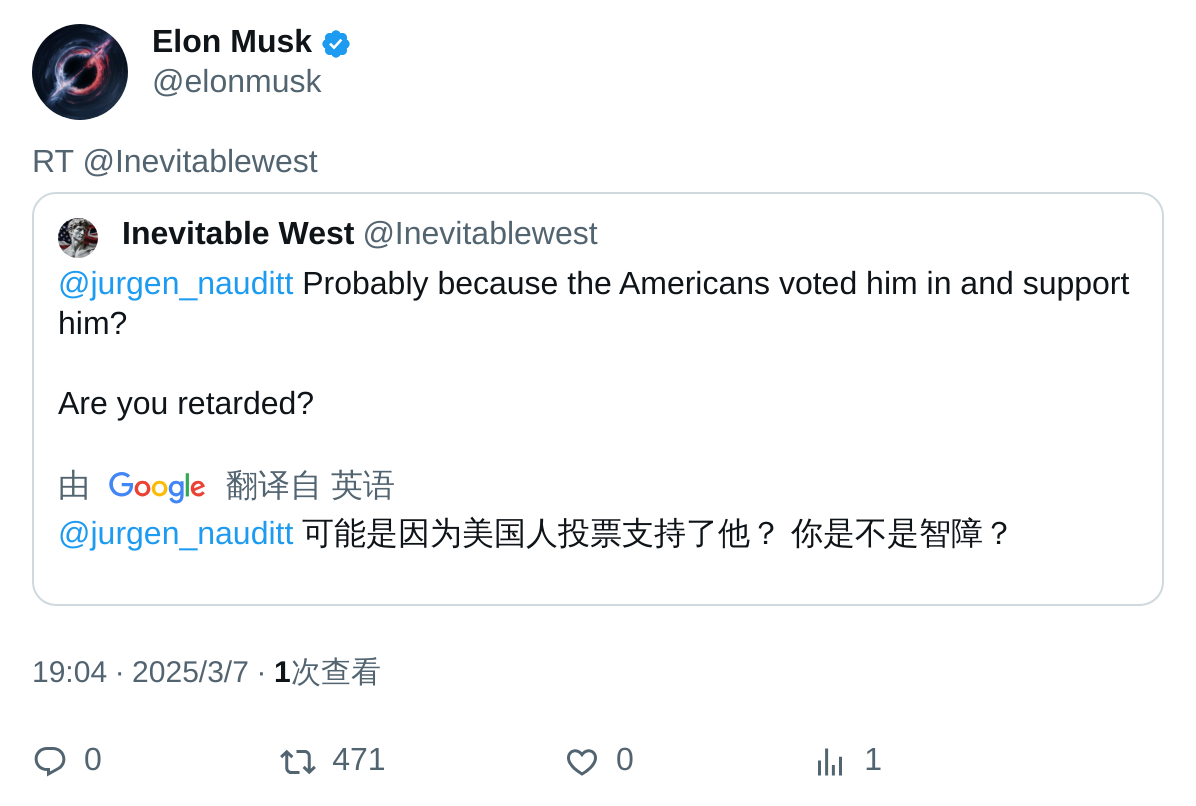 Elon Musk
@elonmusk
RT @Inevitablewest
Inevitable West @Inevitablewest
@jurgen_nauditt Probably because the Americans voted him in and support
him?
Are you retarded?
由 Google 翻译自 英语
@jurgen_nauditt 可能是因为美国人投票支持了他？ 你是不是智障？
19:04 · 2025/3/7 · 1次查看
0 471 0 1